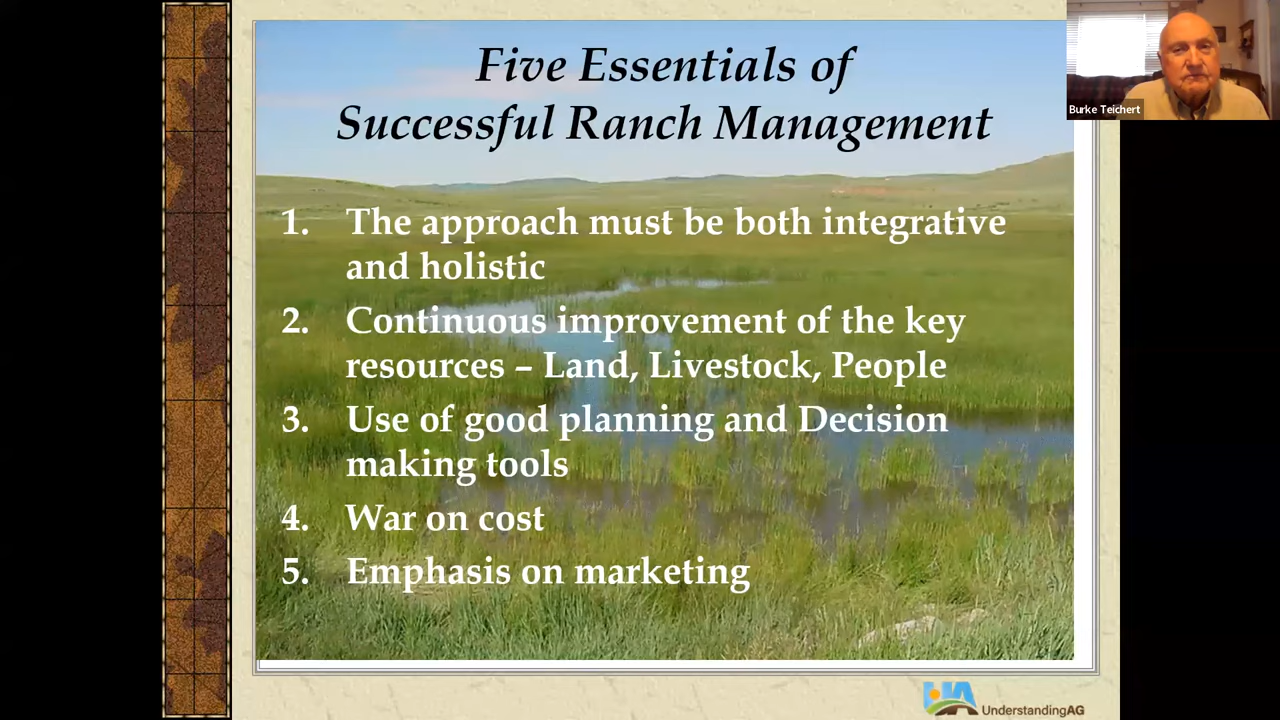 Five Essentials of
Successful Ranch Management
Burke Teichert
1. The approach must be both integrative
and holistic
2. Continuous improvement of the key
resources – Land, Livestock, People
3. Use of good planning and Decision
making tools
4. War on cost
5. Emphasis on marketing
UA
UnderstandingAG